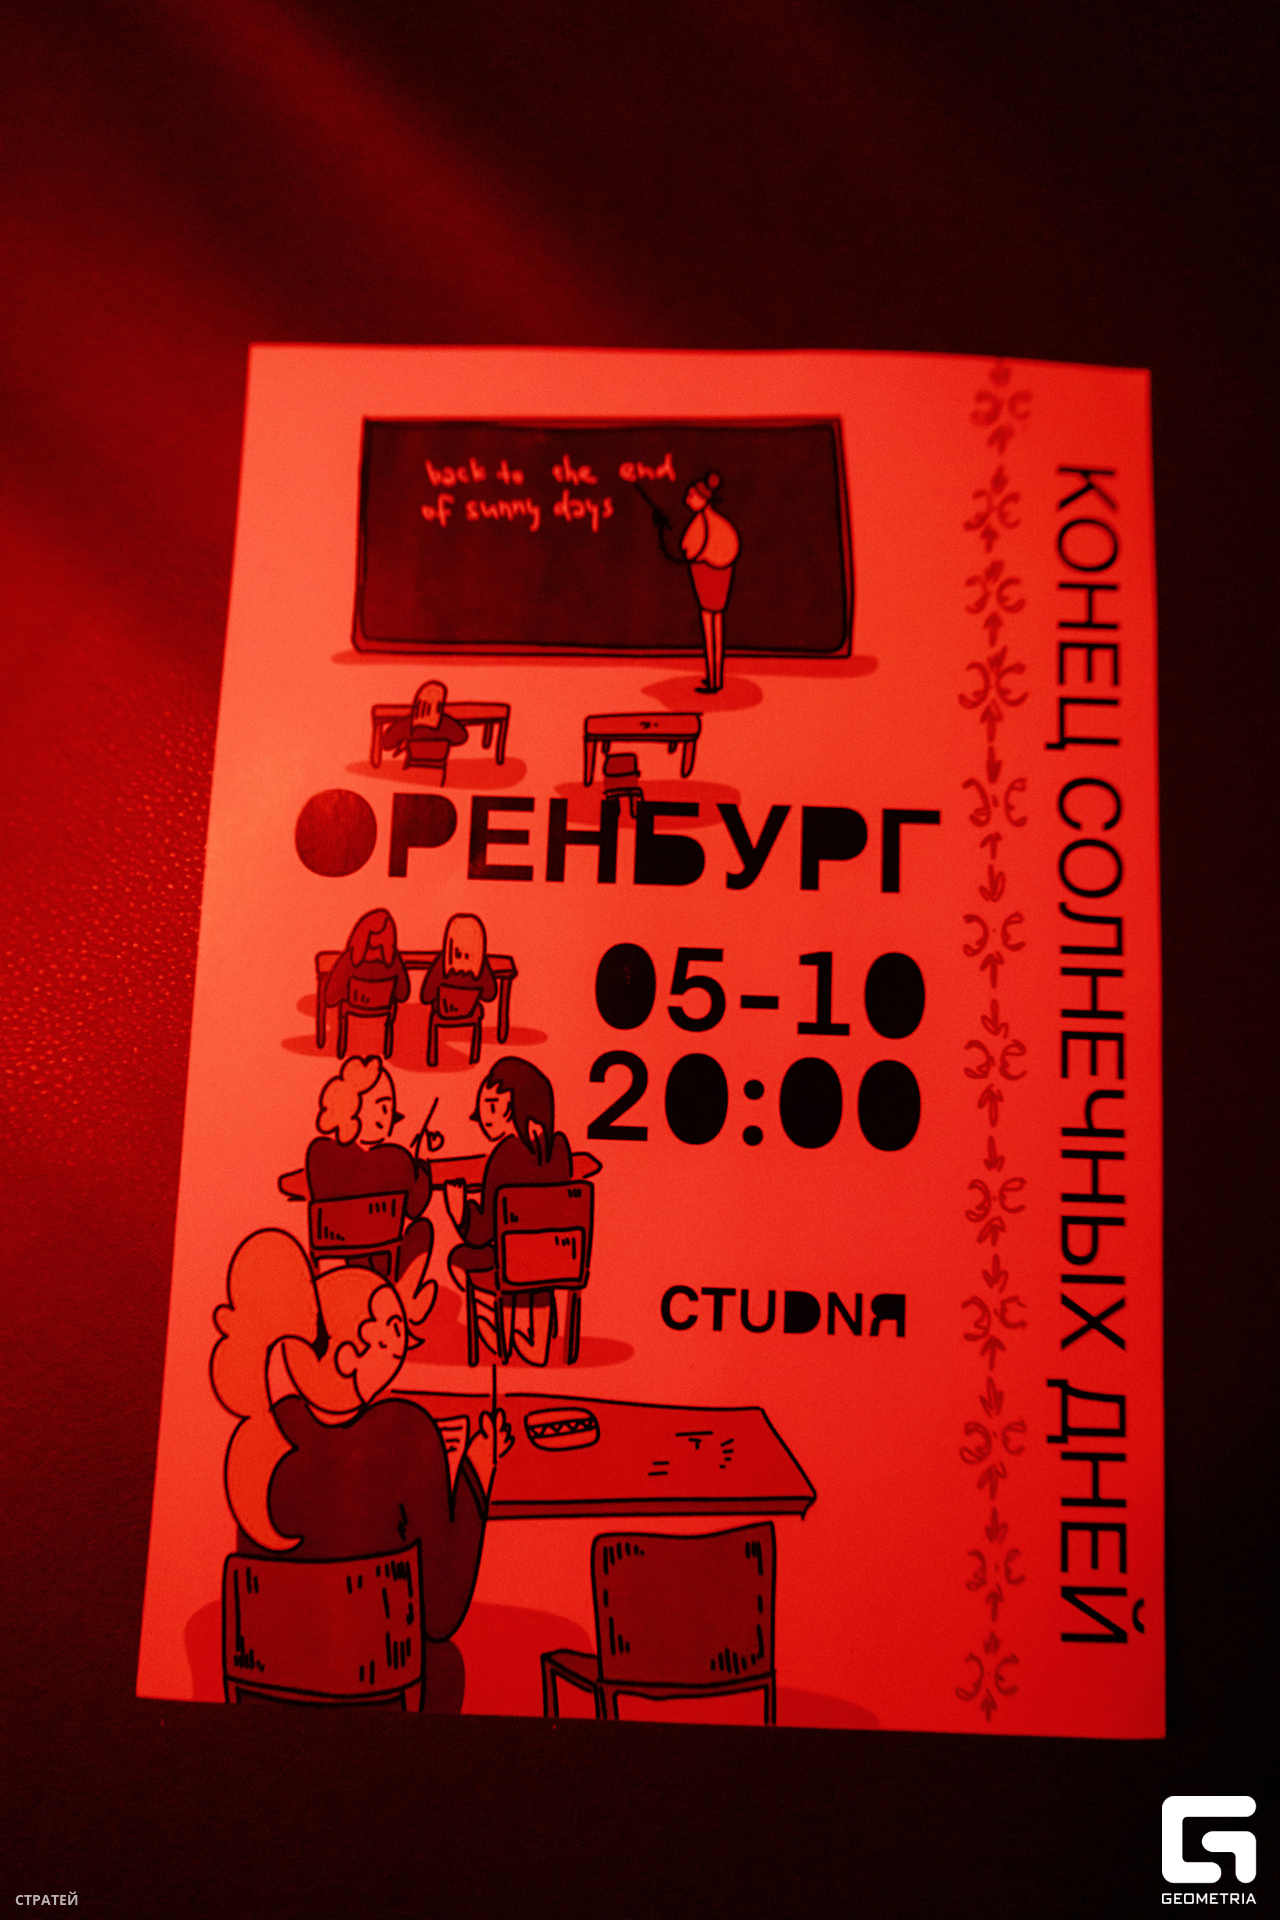 back to the end
of sunny days
ОРЕНБУРГ
05-10
20:00
CTUDNЯ
КОНЕЦ СОЛНЕЧНЫХ ДНЕЙ
СТРАТЕЙ
GEOMETRIA